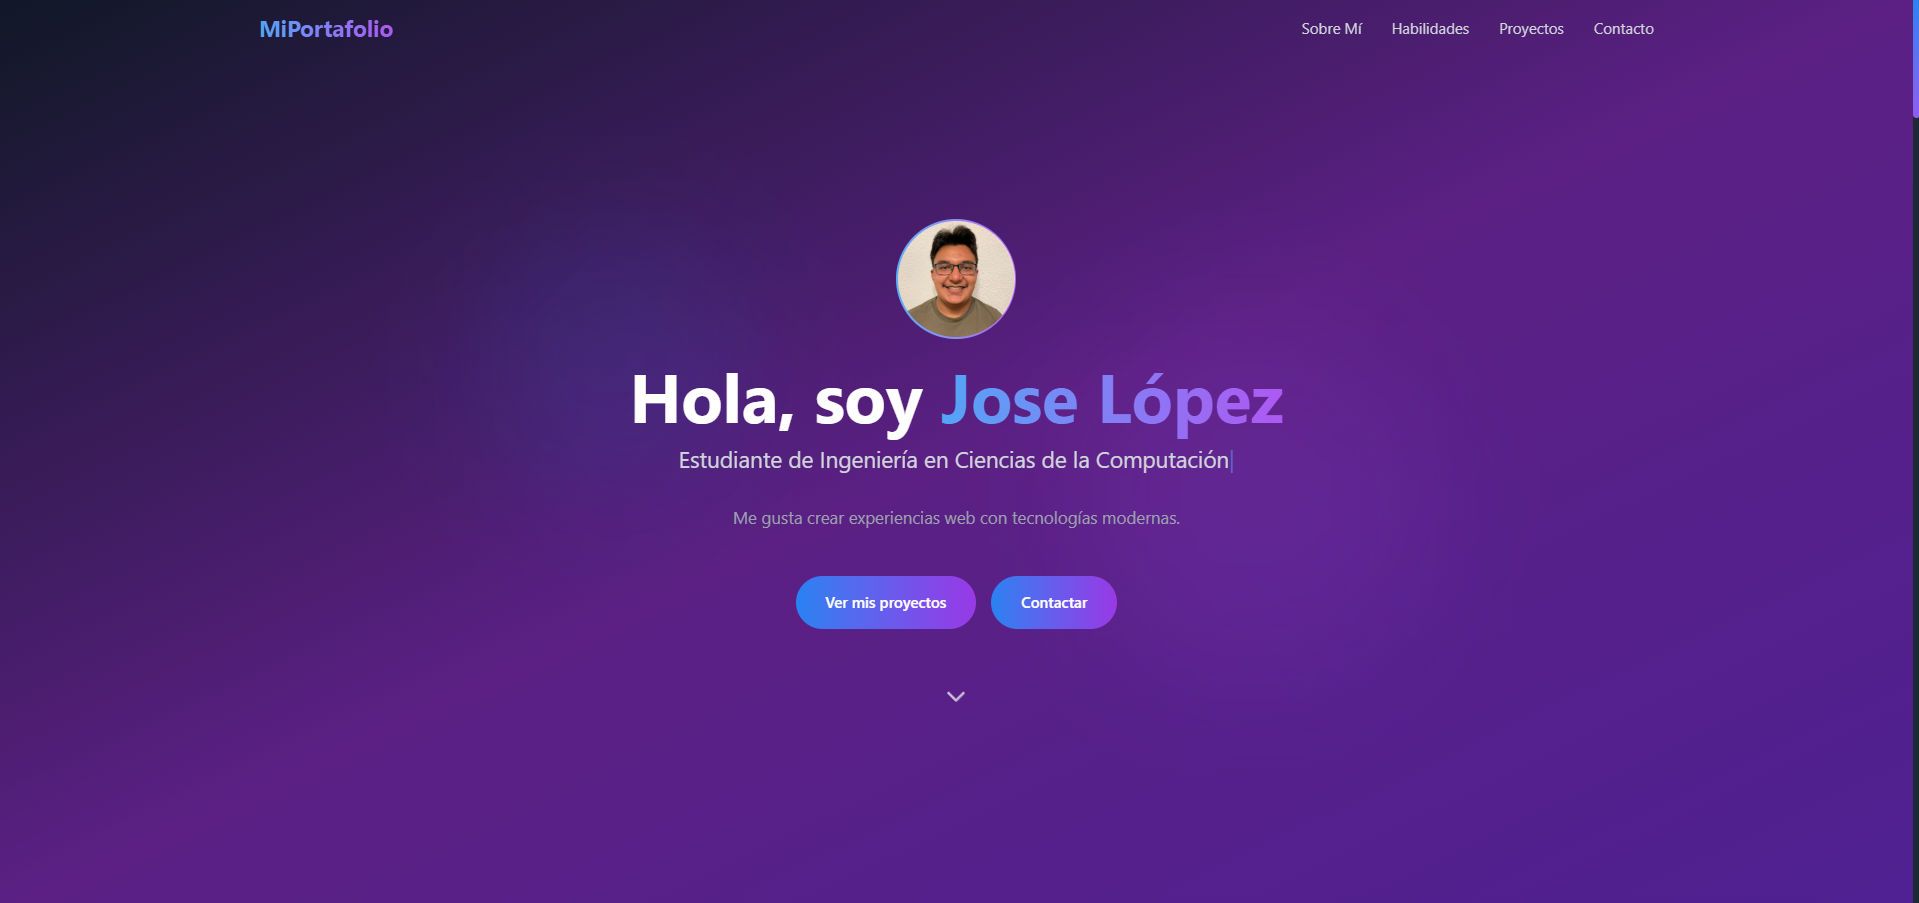 MiPortafolio
Sobre Mí
Habilidades
Proyectos
Contacto
Hola, soy Jose López
Estudiante de Ingeniería en Ciencias de la Computación|
Me gusta crear experiencias web con tecnologías modernas.
Ver mis proyectos
Contactar